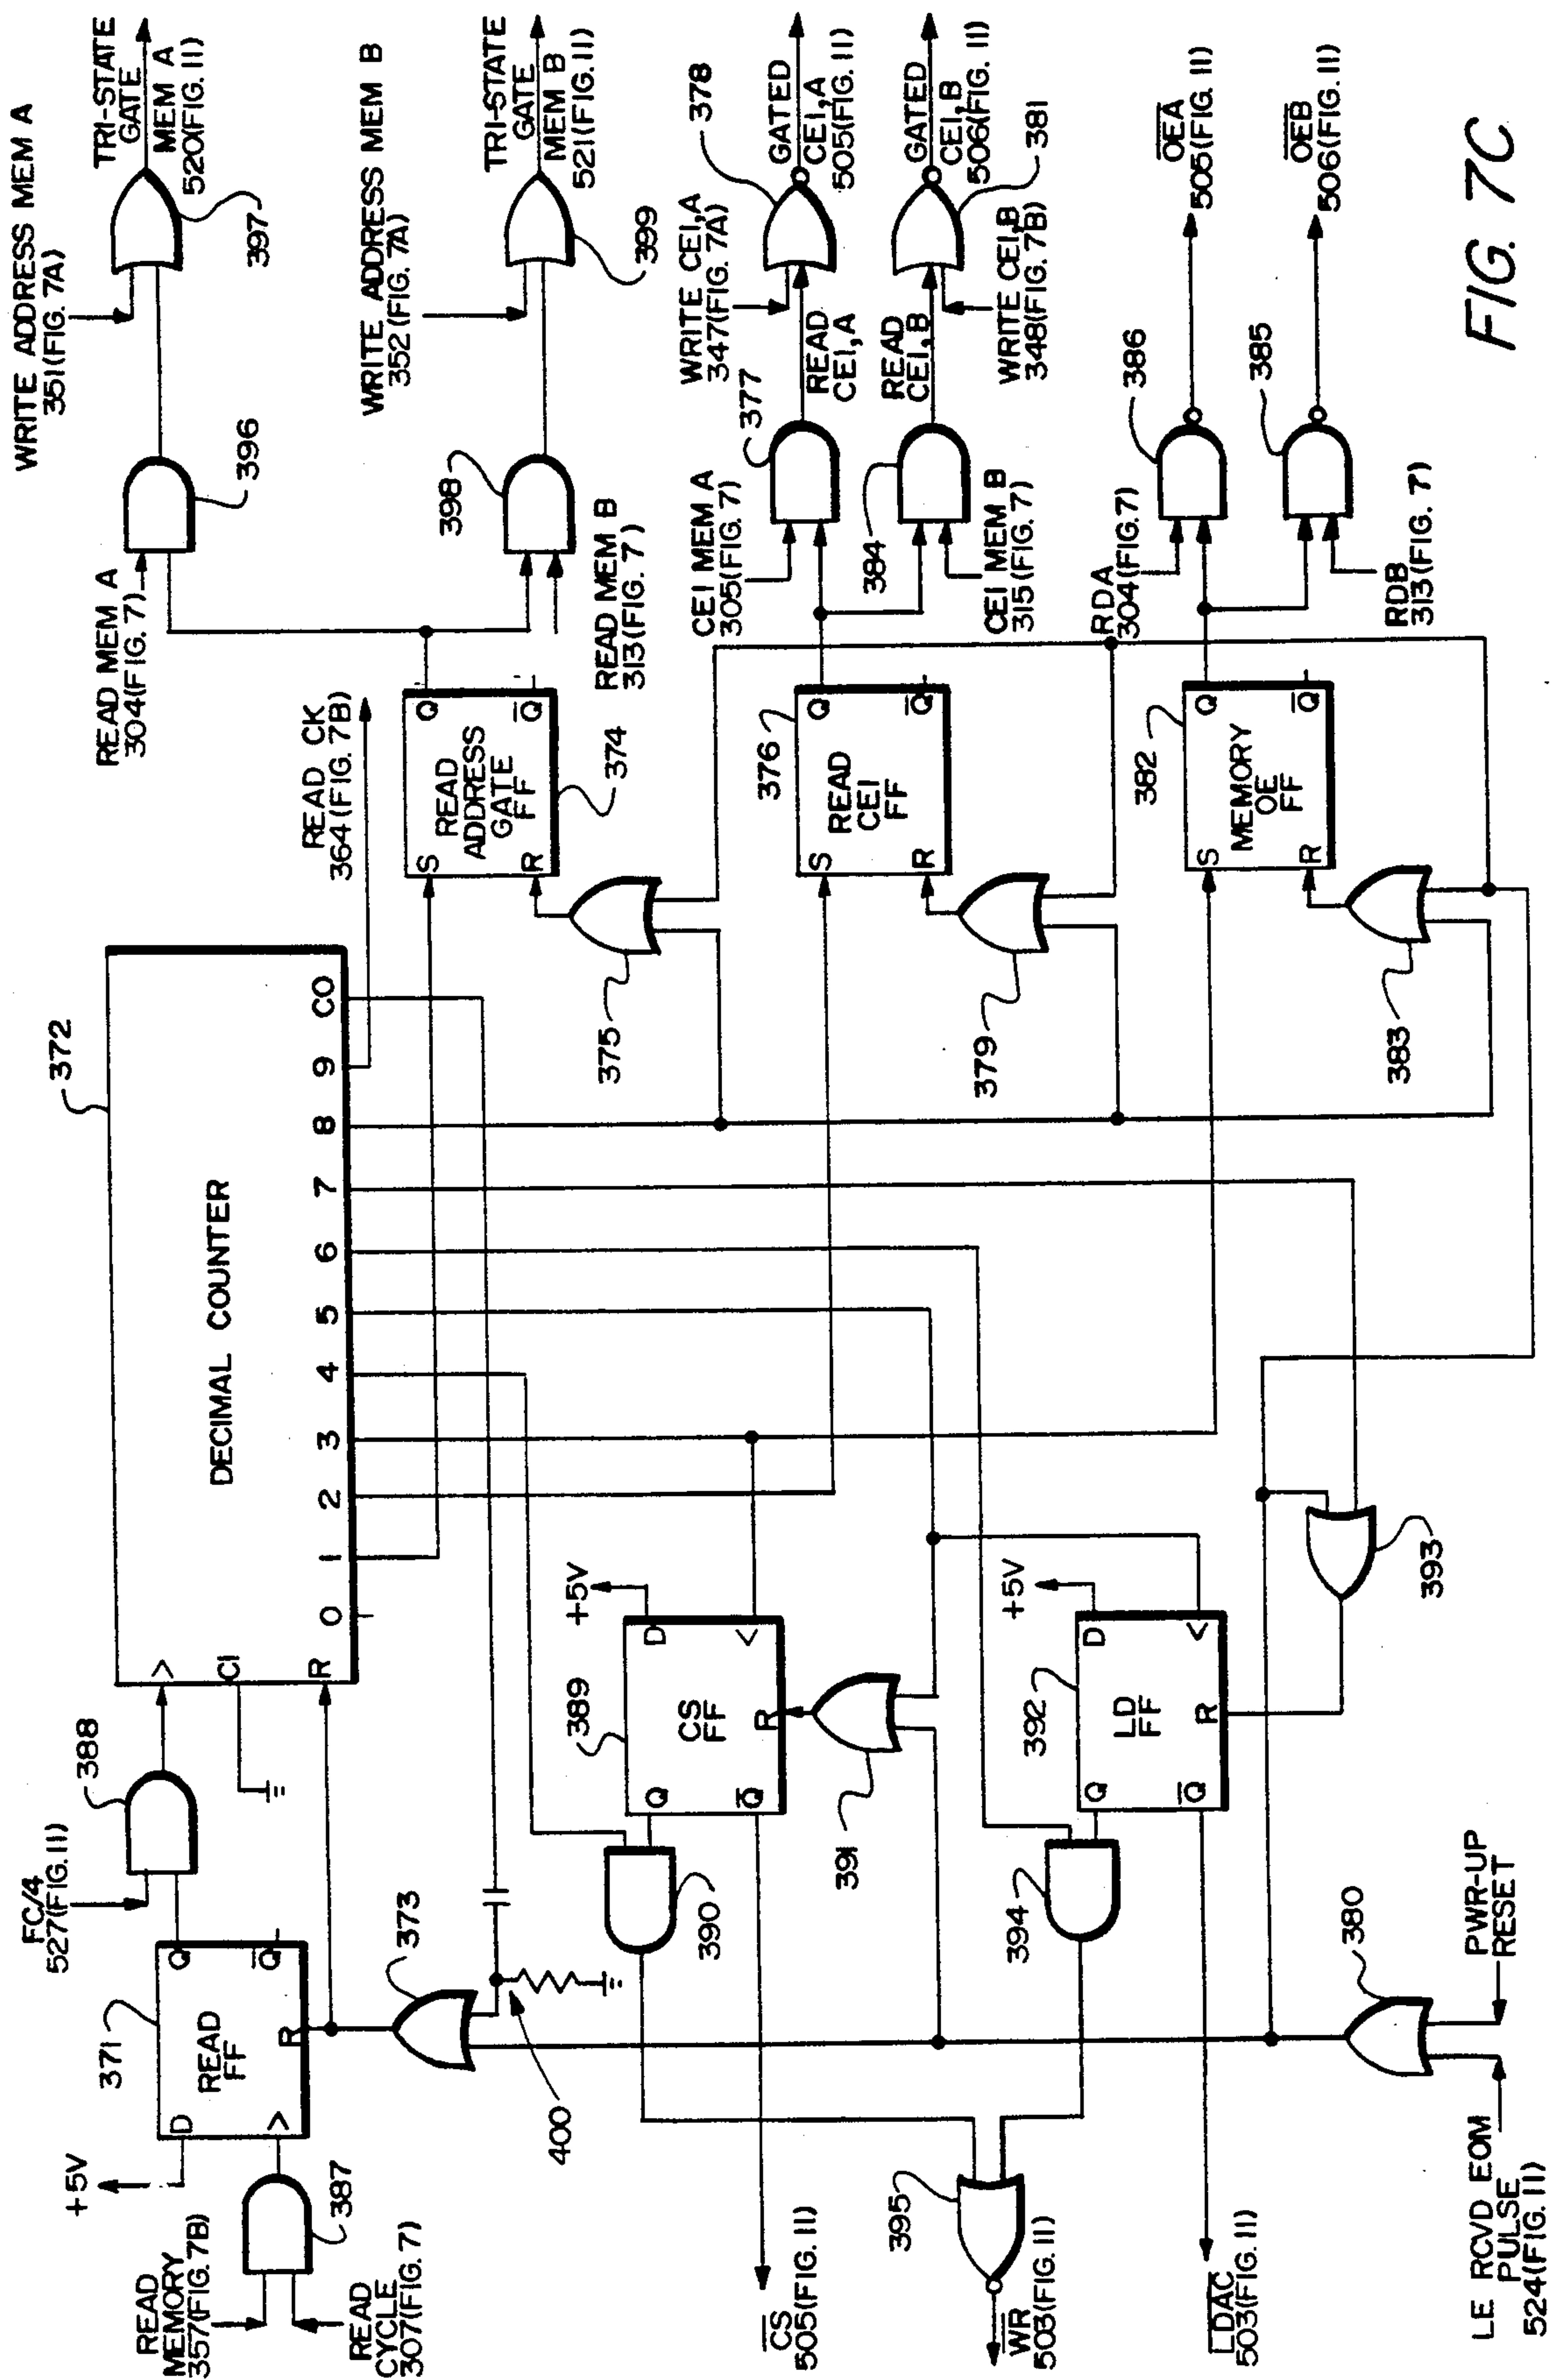 WRITE ADDRESS MEM A
351(FIG. 7A)
TRI-STATE
GATE
MEM A
520(FIG. 11)
397
READ MEM A
304(FIG. 7)
396
WRITE ADDRESS MEM B
352(FIG. 7A)
TRI-STATE
GATE
MEM B
521(FIG. 11)
399
398
READ MEM B
313(FIG. 7)
READ CK
364(FIG. 7B)
Q
Q
READ
ADDRESS
GATE
FF
S
R
374
375
WRITE CE1,A
347(FIG. 7A)
378
GATED
CE1,A
505(FIG. 11)
377
READ
CE1,A
CE1 MEM A
305(FIG. 7)
READ
CE1,B
GATED
CE1,B
506(FIG. 11)
381
WRITE CE1,B
348(FIG. 7B)
384
CE1 MEM B
315(FIG. 7)
376
Q
Q
READ
CE1
FF
S
R
379
RDA
304(FIG. 7)
386
OEA
505(FIG. 11)
385
OEB
506(FIG. 11)
RDB
313(FIG. 7)
382
Q
Q
MEMORY
OE
FF
S
R
383
372
DECIMAL COUNTER
CI
R
0
1
2
3
4
5
6
7
8
9
CO
388
FC/4
527(FIG. 11)
371
READ
FF
D
Q
Q
R
+5V
387
READ
MEMORY
357(FIG. 7B)
READ
CYCLE
307(FIG. 7)
373
400
389
+5V
D
CS
FF
R
Q
Q
390
391
CS
505(FIG. 11)
392
+5V
D
LD
FF
R
Q
Q
393
394
395
WR
503(FIG. 11)
LDAC
503(FIG. 11)
380
PWR-UP
RESET
LE RCVD EOM
PULSE
524(FIG. 11)
FIG. 7C